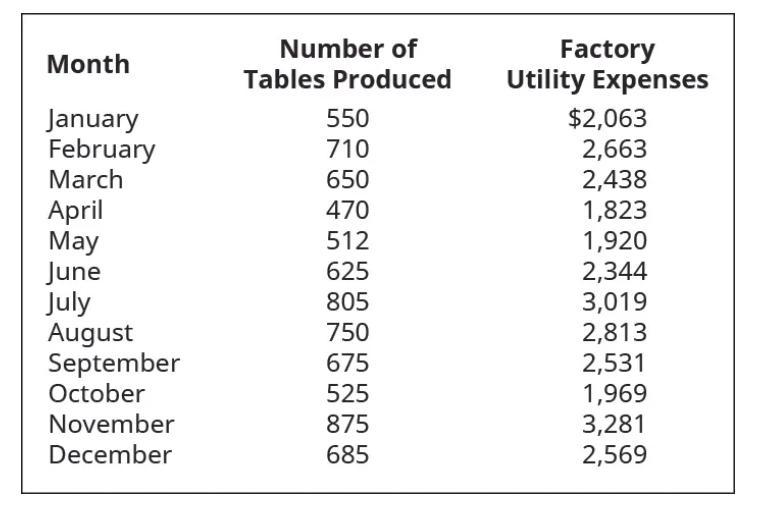 Month Number of Tables Produced Factory Utility Expenses
January 550 $2,063
February 710 2,663
March 650 2,438
April 470 1,823
May 512 1,920
June 625 2,344
July 805 3,019
August 750 2,813
September 675 2,531
October 525 1,969
November 875 3,281
December 685 2,569